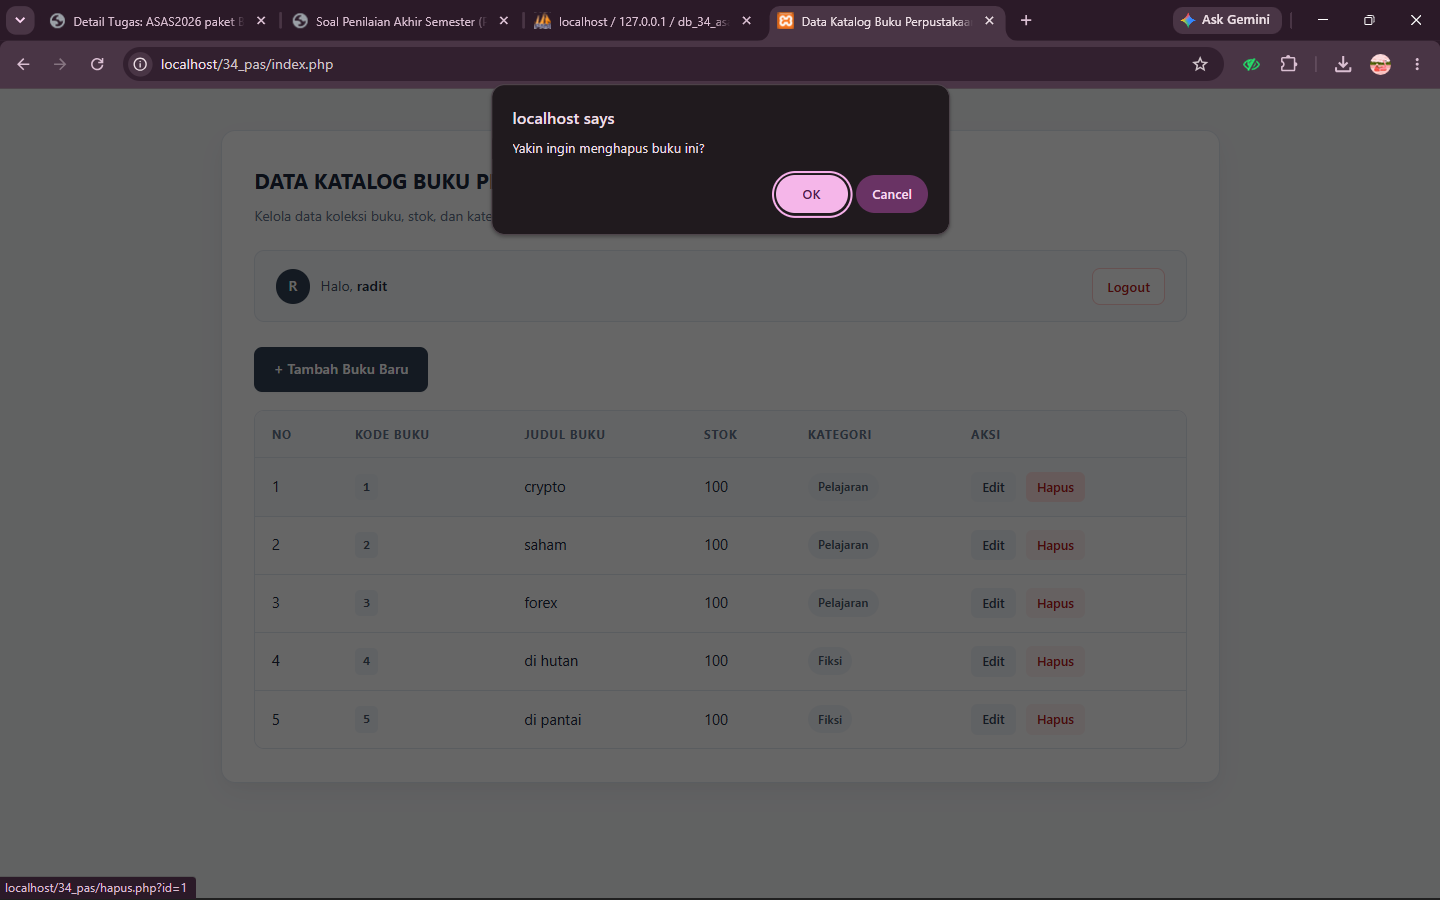 Detail Tugas: ASAS2026 paket B
Soal Penilaian Akhir Semester (P
localhost / 127.0.0.1 / db_34_asa
Data Katalog Buku Perpustakaa
Ask Gemini
localhost/34_pas/index.php
localhost says
Yakin ingin menghapus buku ini?
OK
Cancel
DATA KATALOG BUKU P
Kelola data koleksi buku, stok, dan kate
R
Halo, radit
Logout
+ Tambah Buku Baru
NO KODE BUKU JUDUL BUKU STOK KATEGORI AKSI
1 1 crypto 100 Pelajaran Edit Hapus
2 2 saham 100 Pelajaran Edit Hapus
3 3 forex 100 Pelajaran Edit Hapus
4 4 di hutan 100 Fiksi Edit Hapus
5 5 di pantai 100 Fiksi Edit Hapus
localhost/34_pas/hapus.php?id=1